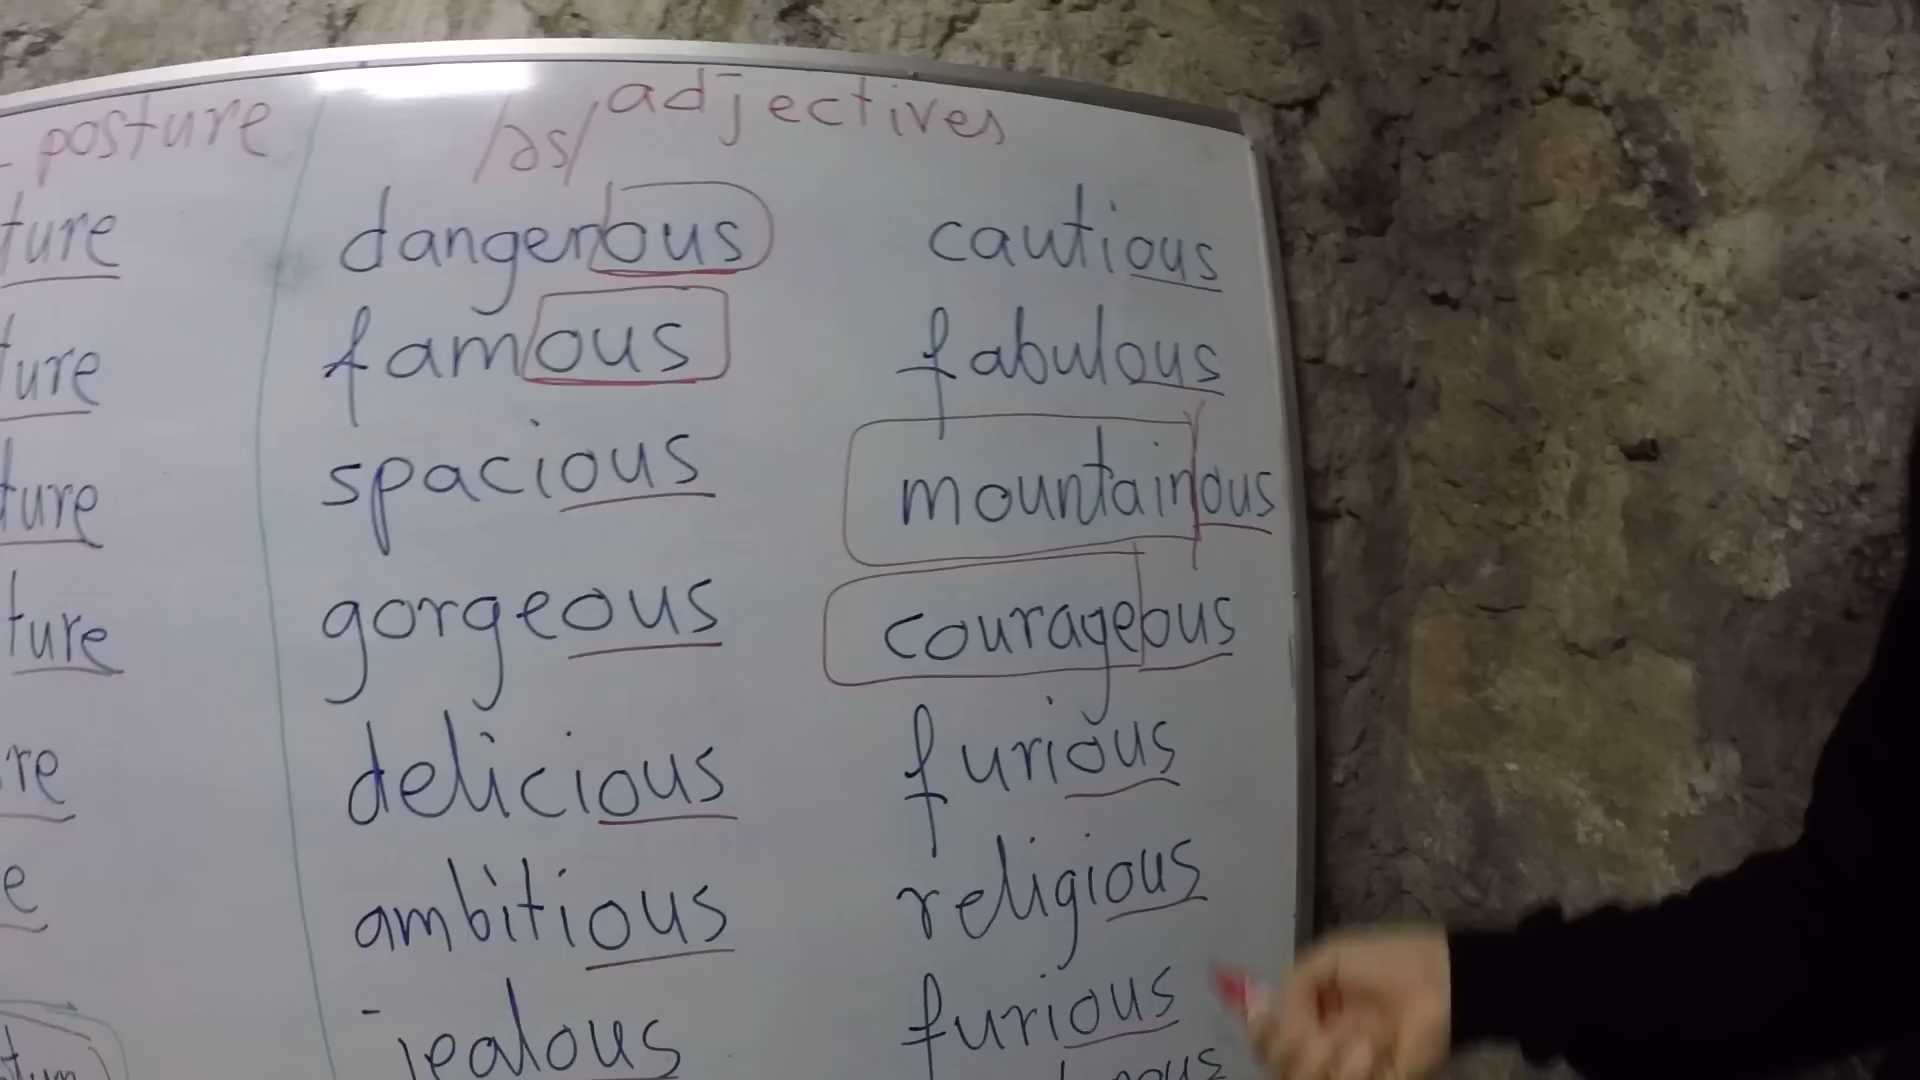 posture
ture
ture
ture
ture
re
e
/əs/ adjectives
dangerous
famous
spacious
gorgeous
delicious
ambitious
jealous
cautious
fabulous
mountainous
courageous
furious
religious
furious